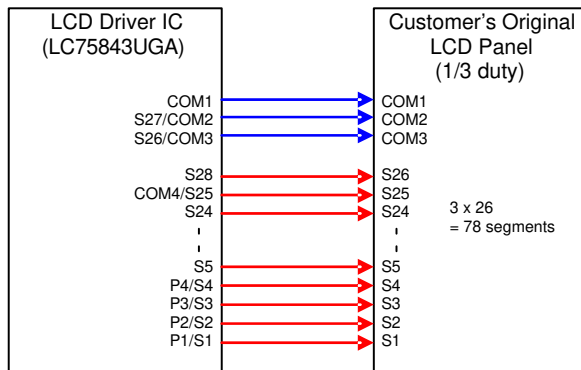 LCD Driver IC
(LC75843UGA)
Customer's Original
LCD Panel
(1/3 duty)
COM1
COM1
S27/COM2
COM2
S26/COM3
COM3
S28
S26
COM4/S25
S25
S24
S24
3 x 26
= 78 segments
S5
S5
P4/S4
S4
P3/S3
S3
P2/S2
S2
P1/S1
S1